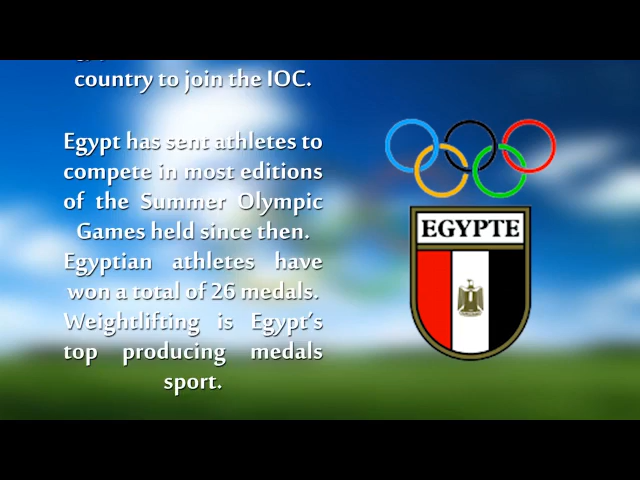 country to join the IOC.
Egypt has sent athletes to
compete in most editions
of the Summer Olympic
Games held since then.
Egyptian athletes have
won a total of 26 medals.
Weightlifting is Egypt's
top producing medals
sport.
EGYPTE